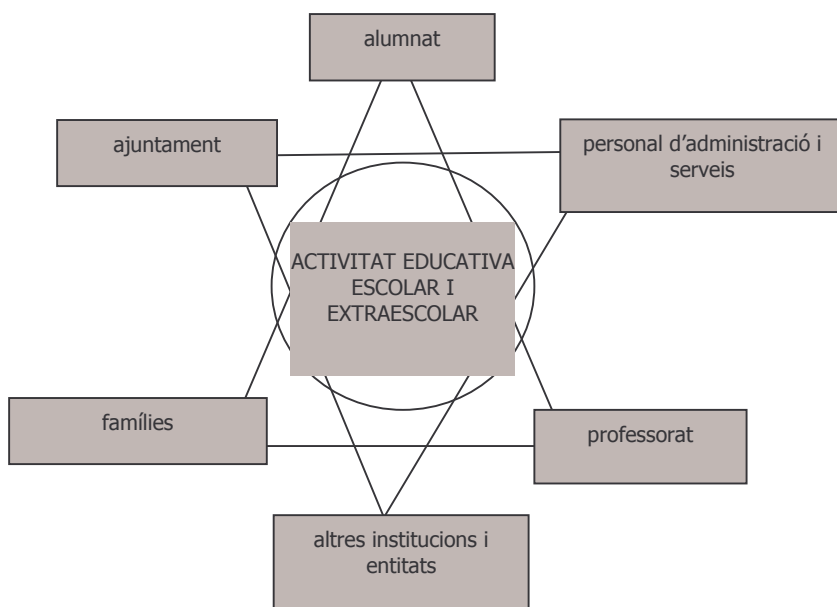 alumnat
ajuntament
personal d’administració i
serveis
ACTIVITAT EDUCATIVA
ESCOLAR I
EXTRAESCOLAR
famílies
professorat
altres institucions i
entitats